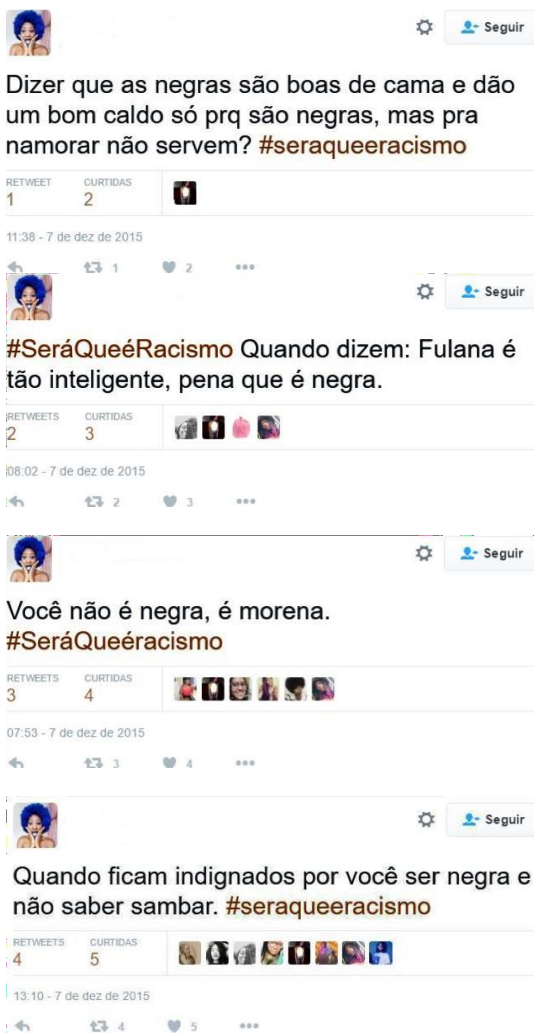 Seguir
Dizer que as negras são boas de cama e dão
um bom caldo só prq são negras, mas pra
namorar não servem? #seraqueeracismo
RETWEET CURTIDAS
1 2
11:38 - 7 de dez de 2015
1 2
Seguir
#SeráQueéRacismo Quando dizem: Fulana é
tão inteligente, pena que é negra.
RETWEETS CURTIDAS
2 3
08:02 - 7 de dez de 2015
2 3
Seguir
Você não é negra, é morena.
#SeráQueéracismo
RETWEETS CURTIDAS
3 4
07:53 - 7 de dez de 2015
3 4
Seguir
Quando ficam indignados por você ser negra e
não saber sambar. #seraqueeracismo
RETWEETS CURTIDAS
4 5
13:10 - 7 de dez de 2015
4 5